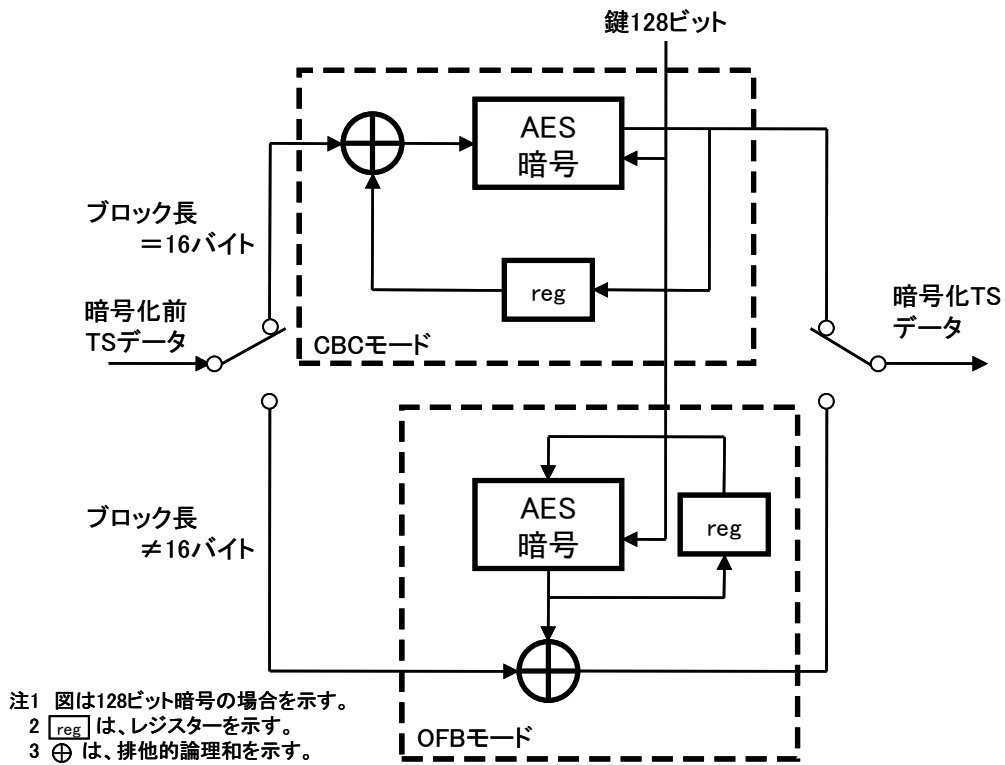 鍵128ビット
AES
暗号
ブロック長
＝16バイト
reg
暗号化前
TSデータ
暗号化TS
データ
CBCモード
AES
暗号
reg
ブロック長
≠16バイト
OFBモード
注1 図は128ビット暗号の場合を示す。
2 reg は、レジスターを示す。
3 ⊕ は、排他的論理和を示す。